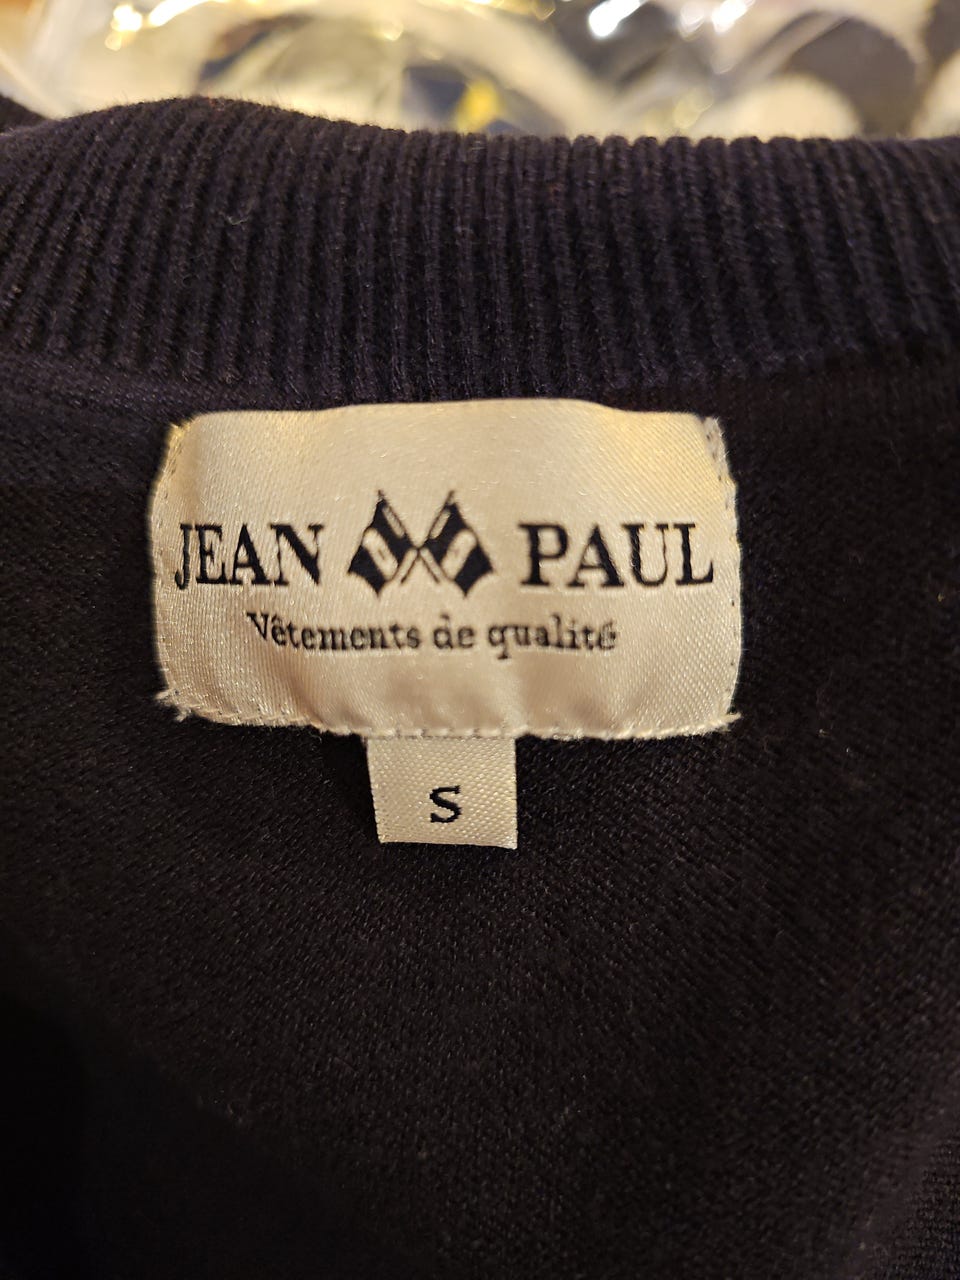 JEAN PAUL
Vêtements de qualité
S